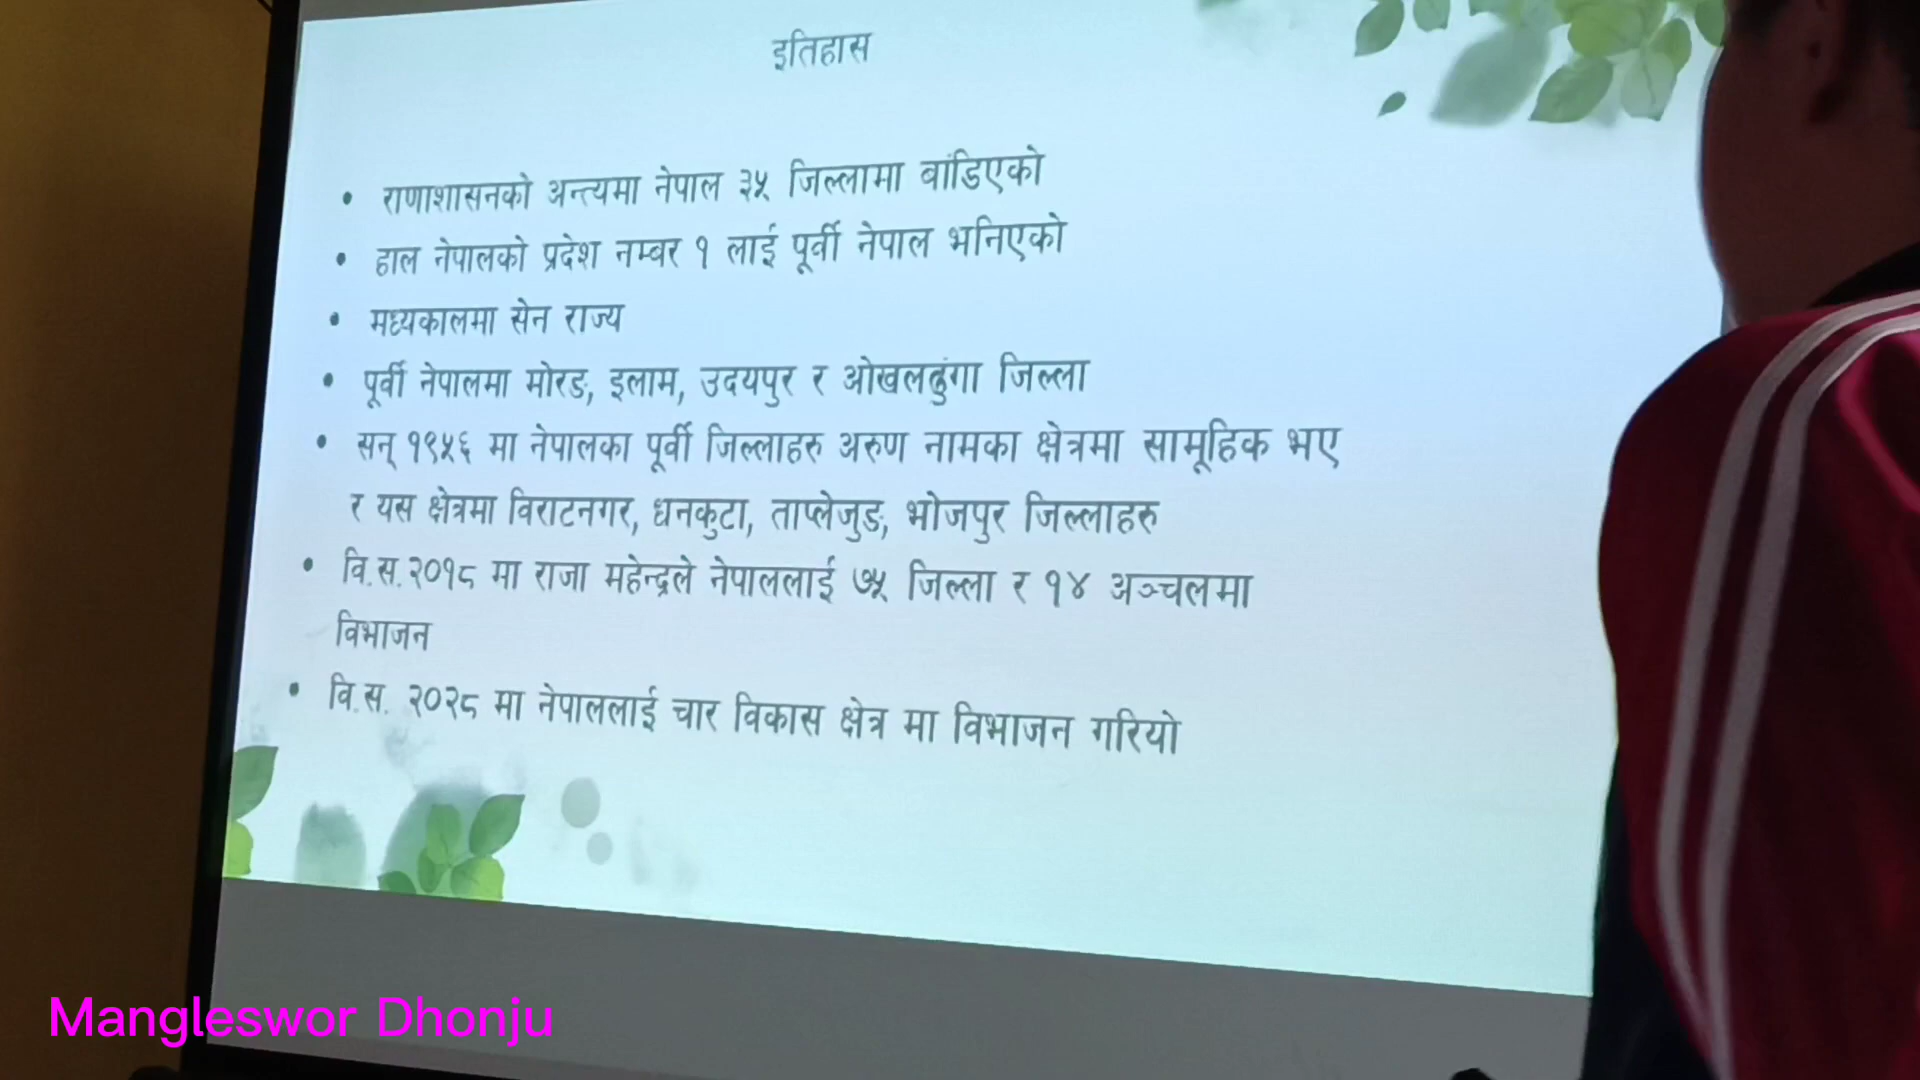 इतिहास
• राणाशासनको अन्त्यमा नेपाल ३५ जिल्लामा बांडिएको
• हाल नेपालको प्रदेश नम्बर १ लाई पूर्वी नेपाल भनिएको
• मध्यकालमा सेन राज्य
• पूर्वी नेपालमा मोरङ, इलाम, उदयपुर र ओखलढुंगा जिल्ला
• सन् १९५६ मा नेपालका पूर्वी जिल्लाहरु अरुण नामका क्षेत्रमा सामूहिक भए
र यस क्षेत्रमा विराटनगर, धनकुटा, ताप्लेजुङ, भोजपुर जिल्लाहरु
• वि.स.२०१८ मा राजा महेन्द्रले नेपाललाई ७५ जिल्ला र १४ अञ्चलमा
विभाजन
• वि.स. २०२८ मा नेपाललाई चार विकास क्षेत्र मा विभाजन गरियो
Mangleswor Dhonju